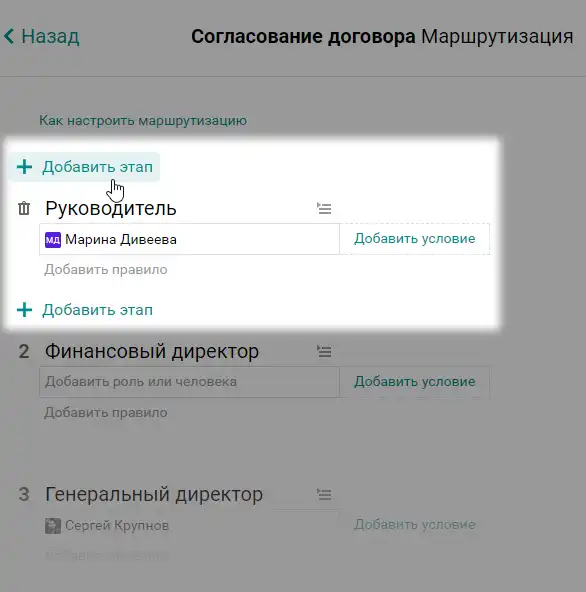 Назад
Согласование договора Маршрутизация
Как настроить маршрутизацию
+ Добавить этап
Руководитель
МД Марина Дивеева Добавить условие
Добавить правило
+ Добавить этап
2 Финансовый директор
Добавить роль или человека Добавить условие
Добавить правило
3 Генеральный директор
Сергей Крупнов Добавить условие